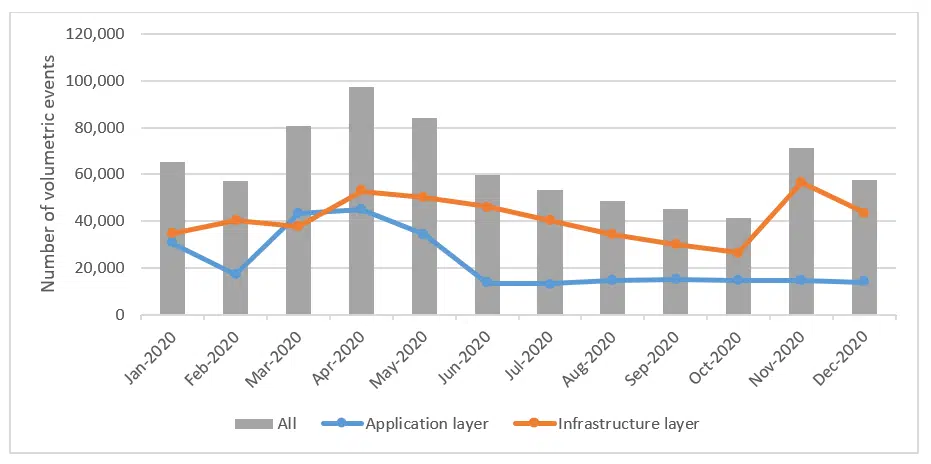 Number of volumetric events
120,000
100,000
80,000
60,000
40,000
20,000
0
Jan-2020
Feb-2020
Mar-2020
Apr-2020
May-2020
Jun-2020
Jul-2020
Aug-2020
Sep-2020
Oct-2020
Nov-2020
Dec-2020
All
Application layer
Infrastructure layer